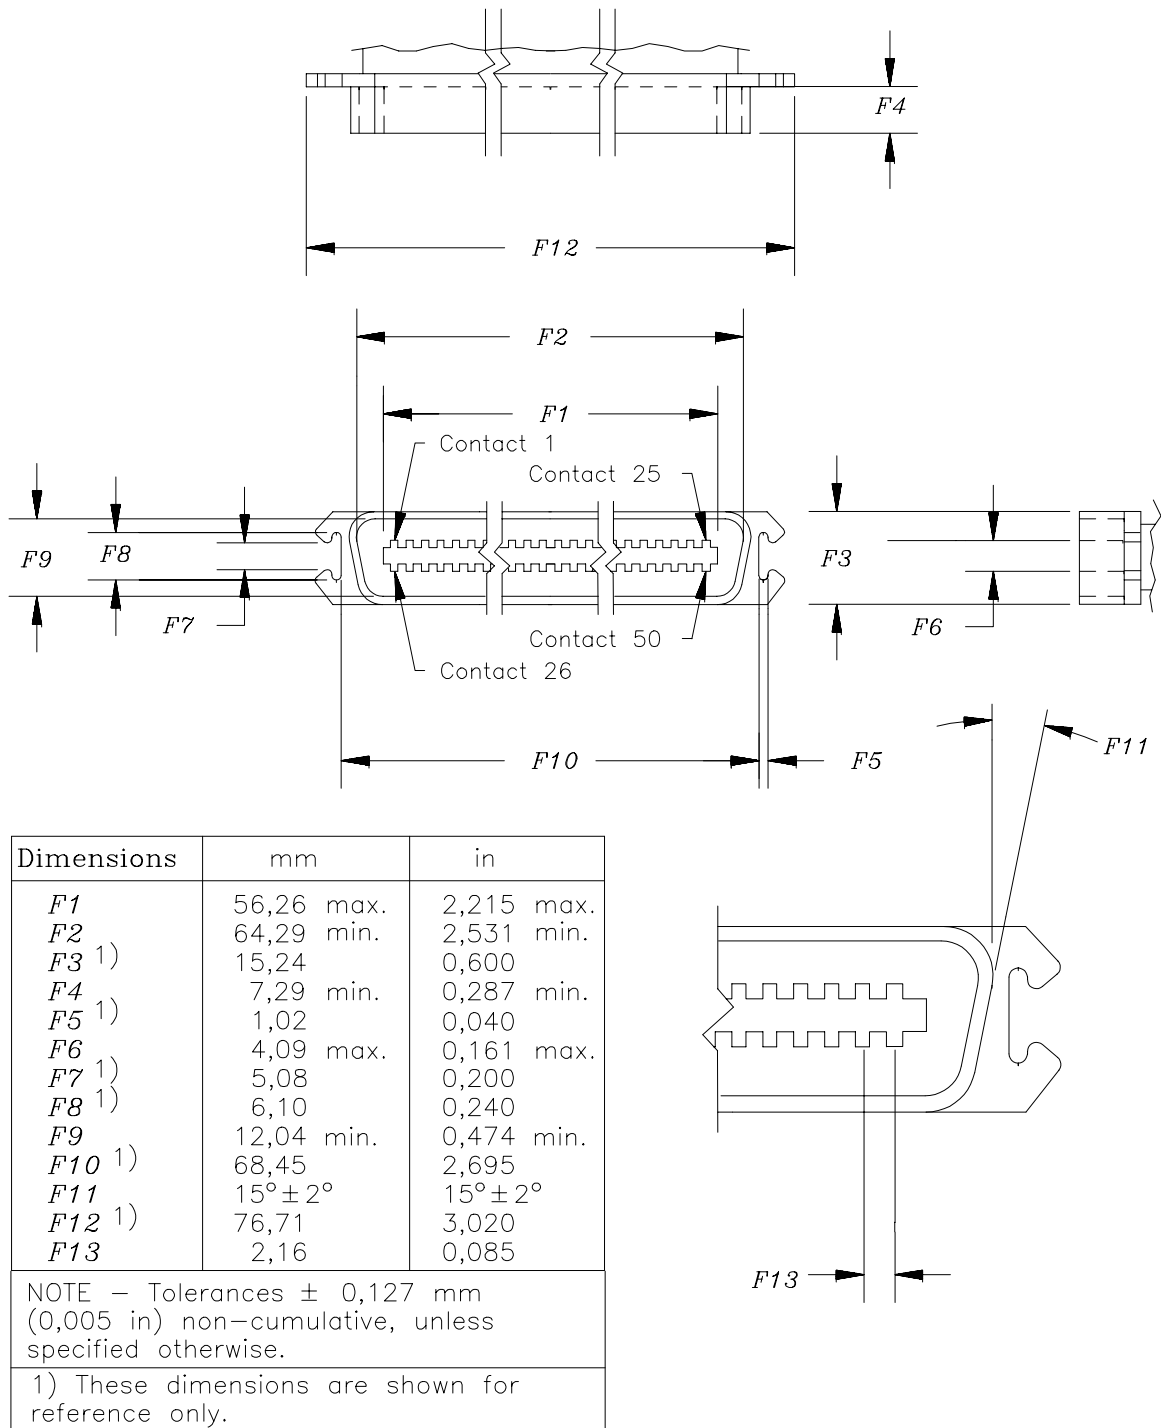 F4
F12
F2
F1
Contact 1
Contact 25
F9
F8
F3
F7
F6
Contact 50
Contact 26
F10
F5
F11
Dimensions mm in
F1 56,26 max. 2,215 max.
F2 64,29 min. 2,531 min.
F3 1) 15,24 0,600
F4 7,29 min. 0,287 min.
F5 1) 1,02 0,040
F6 4,09 max. 0,161 max.
F7 1) 5,08 0,200
F8 1) 6,10 0,240
F9 12,04 min. 0,474 min.
F10 1) 68,45 2,695
F11 15°±2° 15°±2°
F12 1) 76,71 3,020
F13 2,16 0,085
F13
NOTE – Tolerances ± 0,127 mm
(0,005 in) non–cumulative, unless
specified otherwise.
1) These dimensions are shown for
reference only.